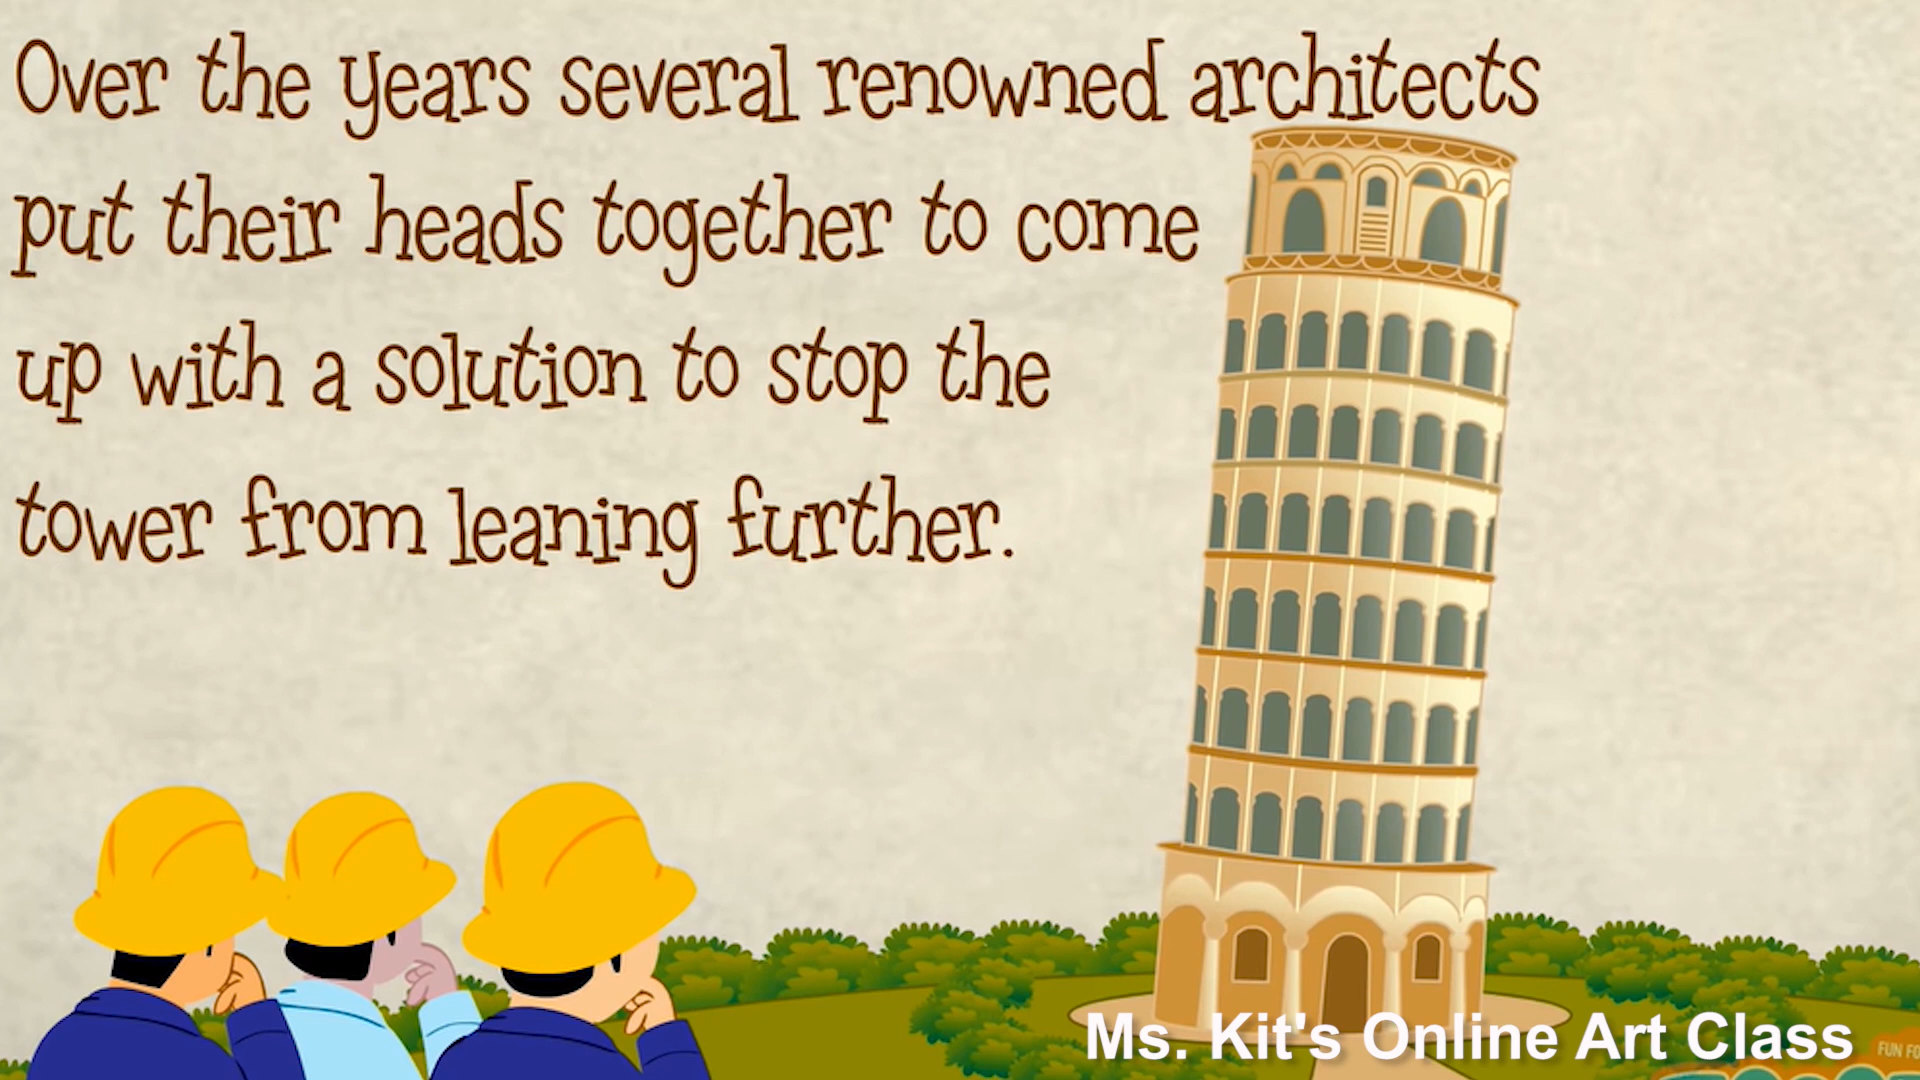 Over the years several renowned architects
put their heads together to come
up with a solution to stop the
tower from leaning further.
Ms. Kit's Online Art Class
FUN